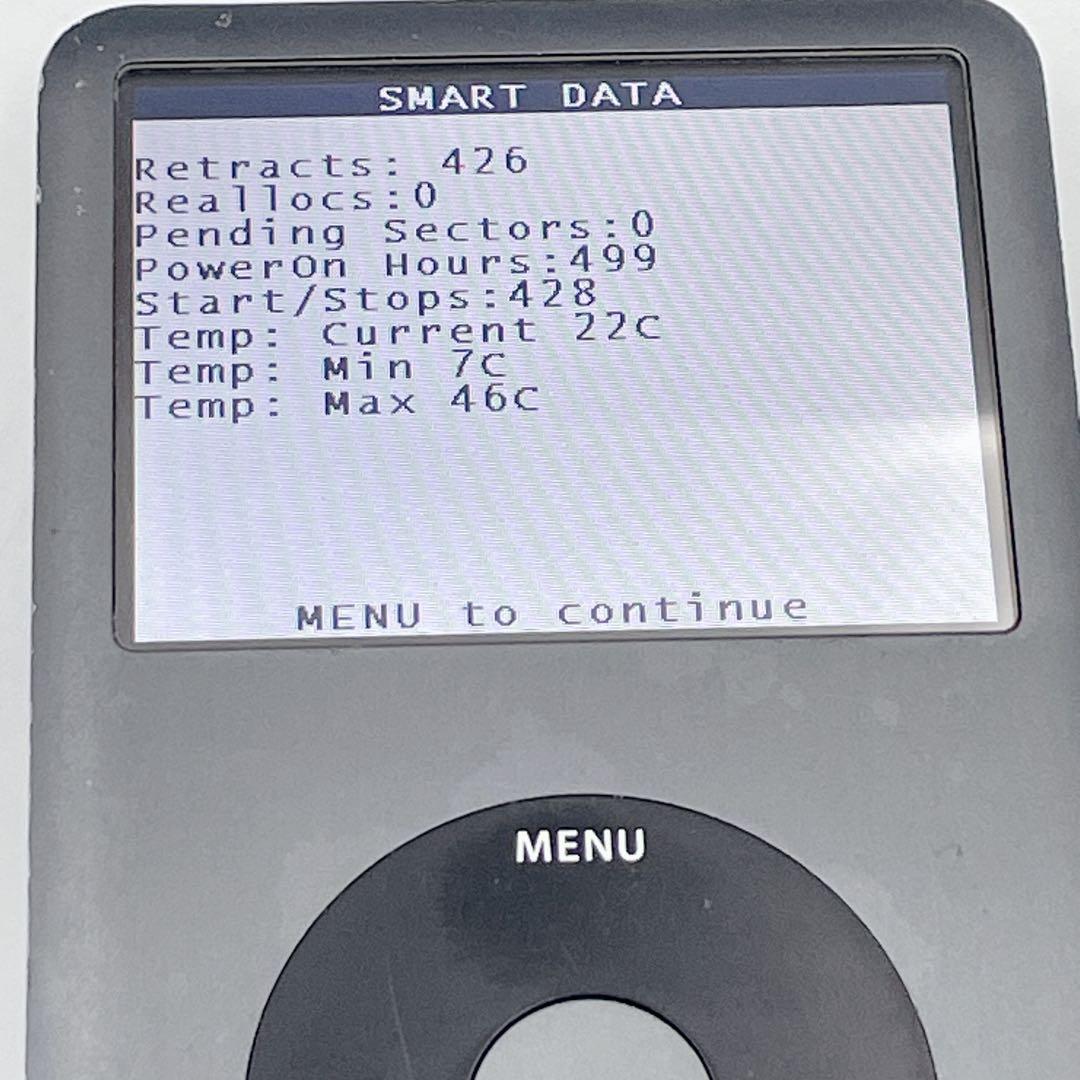 SMART DATA
Retracts: 426
Reallocs:0
Pending Sectors:0
PowerOn Hours:499
Start/Stops:428
Temp: Current 22C
Temp: Min 7C
Temp: Max 46C
MENU to continue
MENU